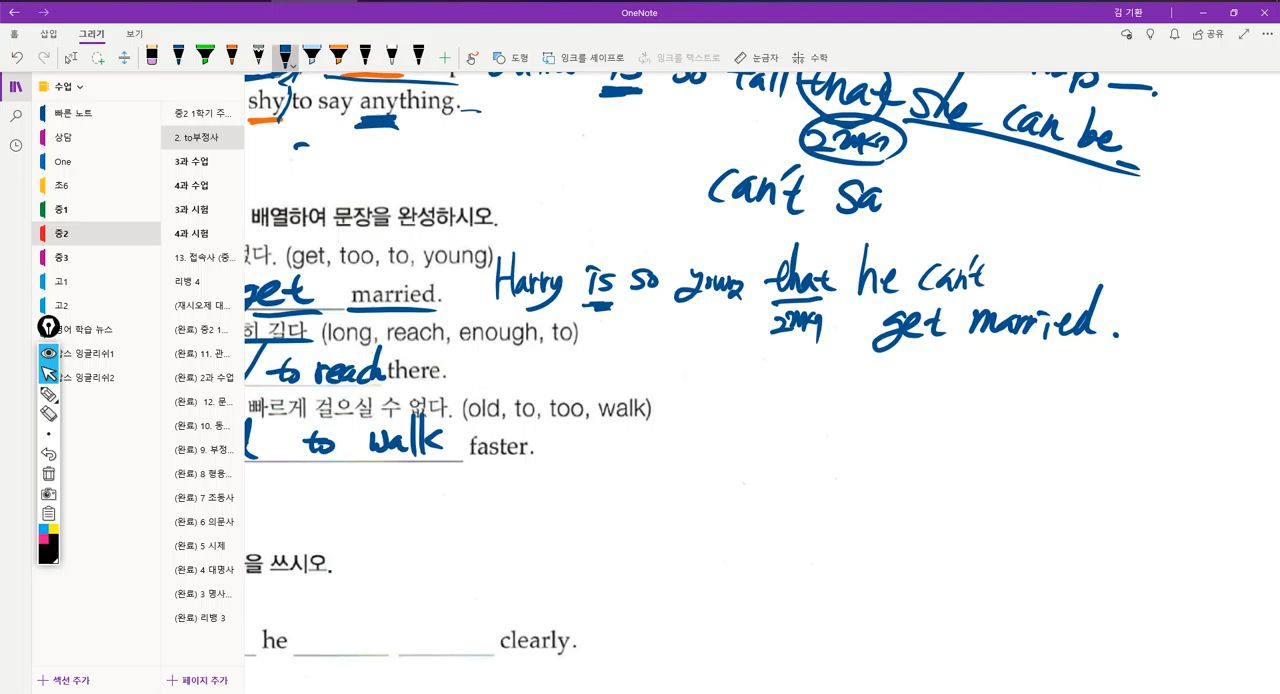 OneNote
김 기환
홈 삽입 그리기 보기
공유
도형
잉크를 셰이프로
잉크를 텍스트로
눈금자
수학
수업
빠른 노트
상담
One
초6
중1
중2
중3
고1
고2
영어 학습 뉴스
스 잉글리쉬1
스 잉글리쉬2
중2 1학기 주...
2. to부정사
3과 수업
4과 수업
3과 시험
4과 시험
13. 접속사 (중...
리뱅 4
(재시오제 대...
(완료) 중2 1...
(완료) 11. 관...
(완료) 2과 수업
(완료) 12. 문...
(완료) 10. 동...
(완료) 9. 부정...
(완료) 8 형용...
(완료) 7 조동사
(완료) 6 의문사
(완료) 5 시제
(완료) 4 대명사
(완료) 3 명사...
(완료) 리뱅 3
섹션 추가
페이지 추가
is so tall that she can be
shy to say anything.
can't sa
배열하여 문장을 완성하시오.
다. (get, too, to, young)
get married.
Harry is so young that he can't
get married.
히 길다. (long, reach, enough, to)
to reach there.
빠르게 걸으실 수 없다. (old, to, too, walk)
to walk faster.
을 쓰시오.
he clearly.